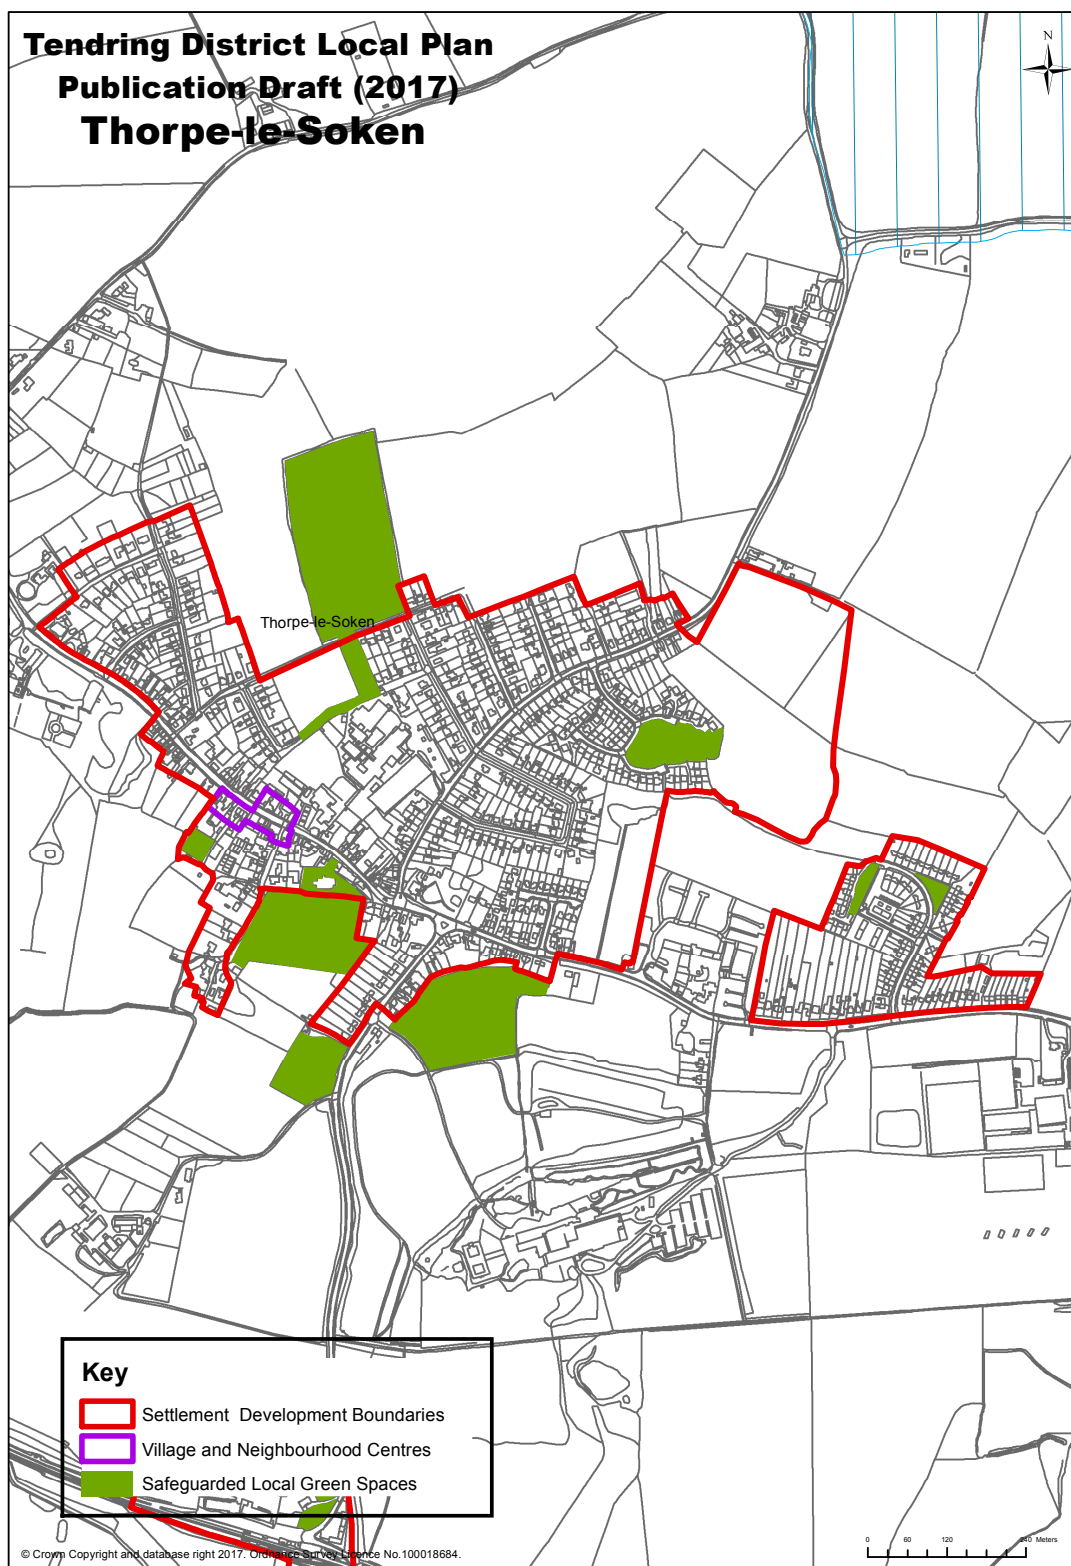 Tendring District Local Plan
Publication Draft (2017)
Thorpe-le-Soken
N
Thorpe-le-Soken
Key
Settlement Development Boundaries
Village and Neighbourhood Centres
Safeguarded Local Green Spaces
0 60 120 240 Meters
© Crown Copyright and database right 2017. Ordnance Survey Licence No.100018684.